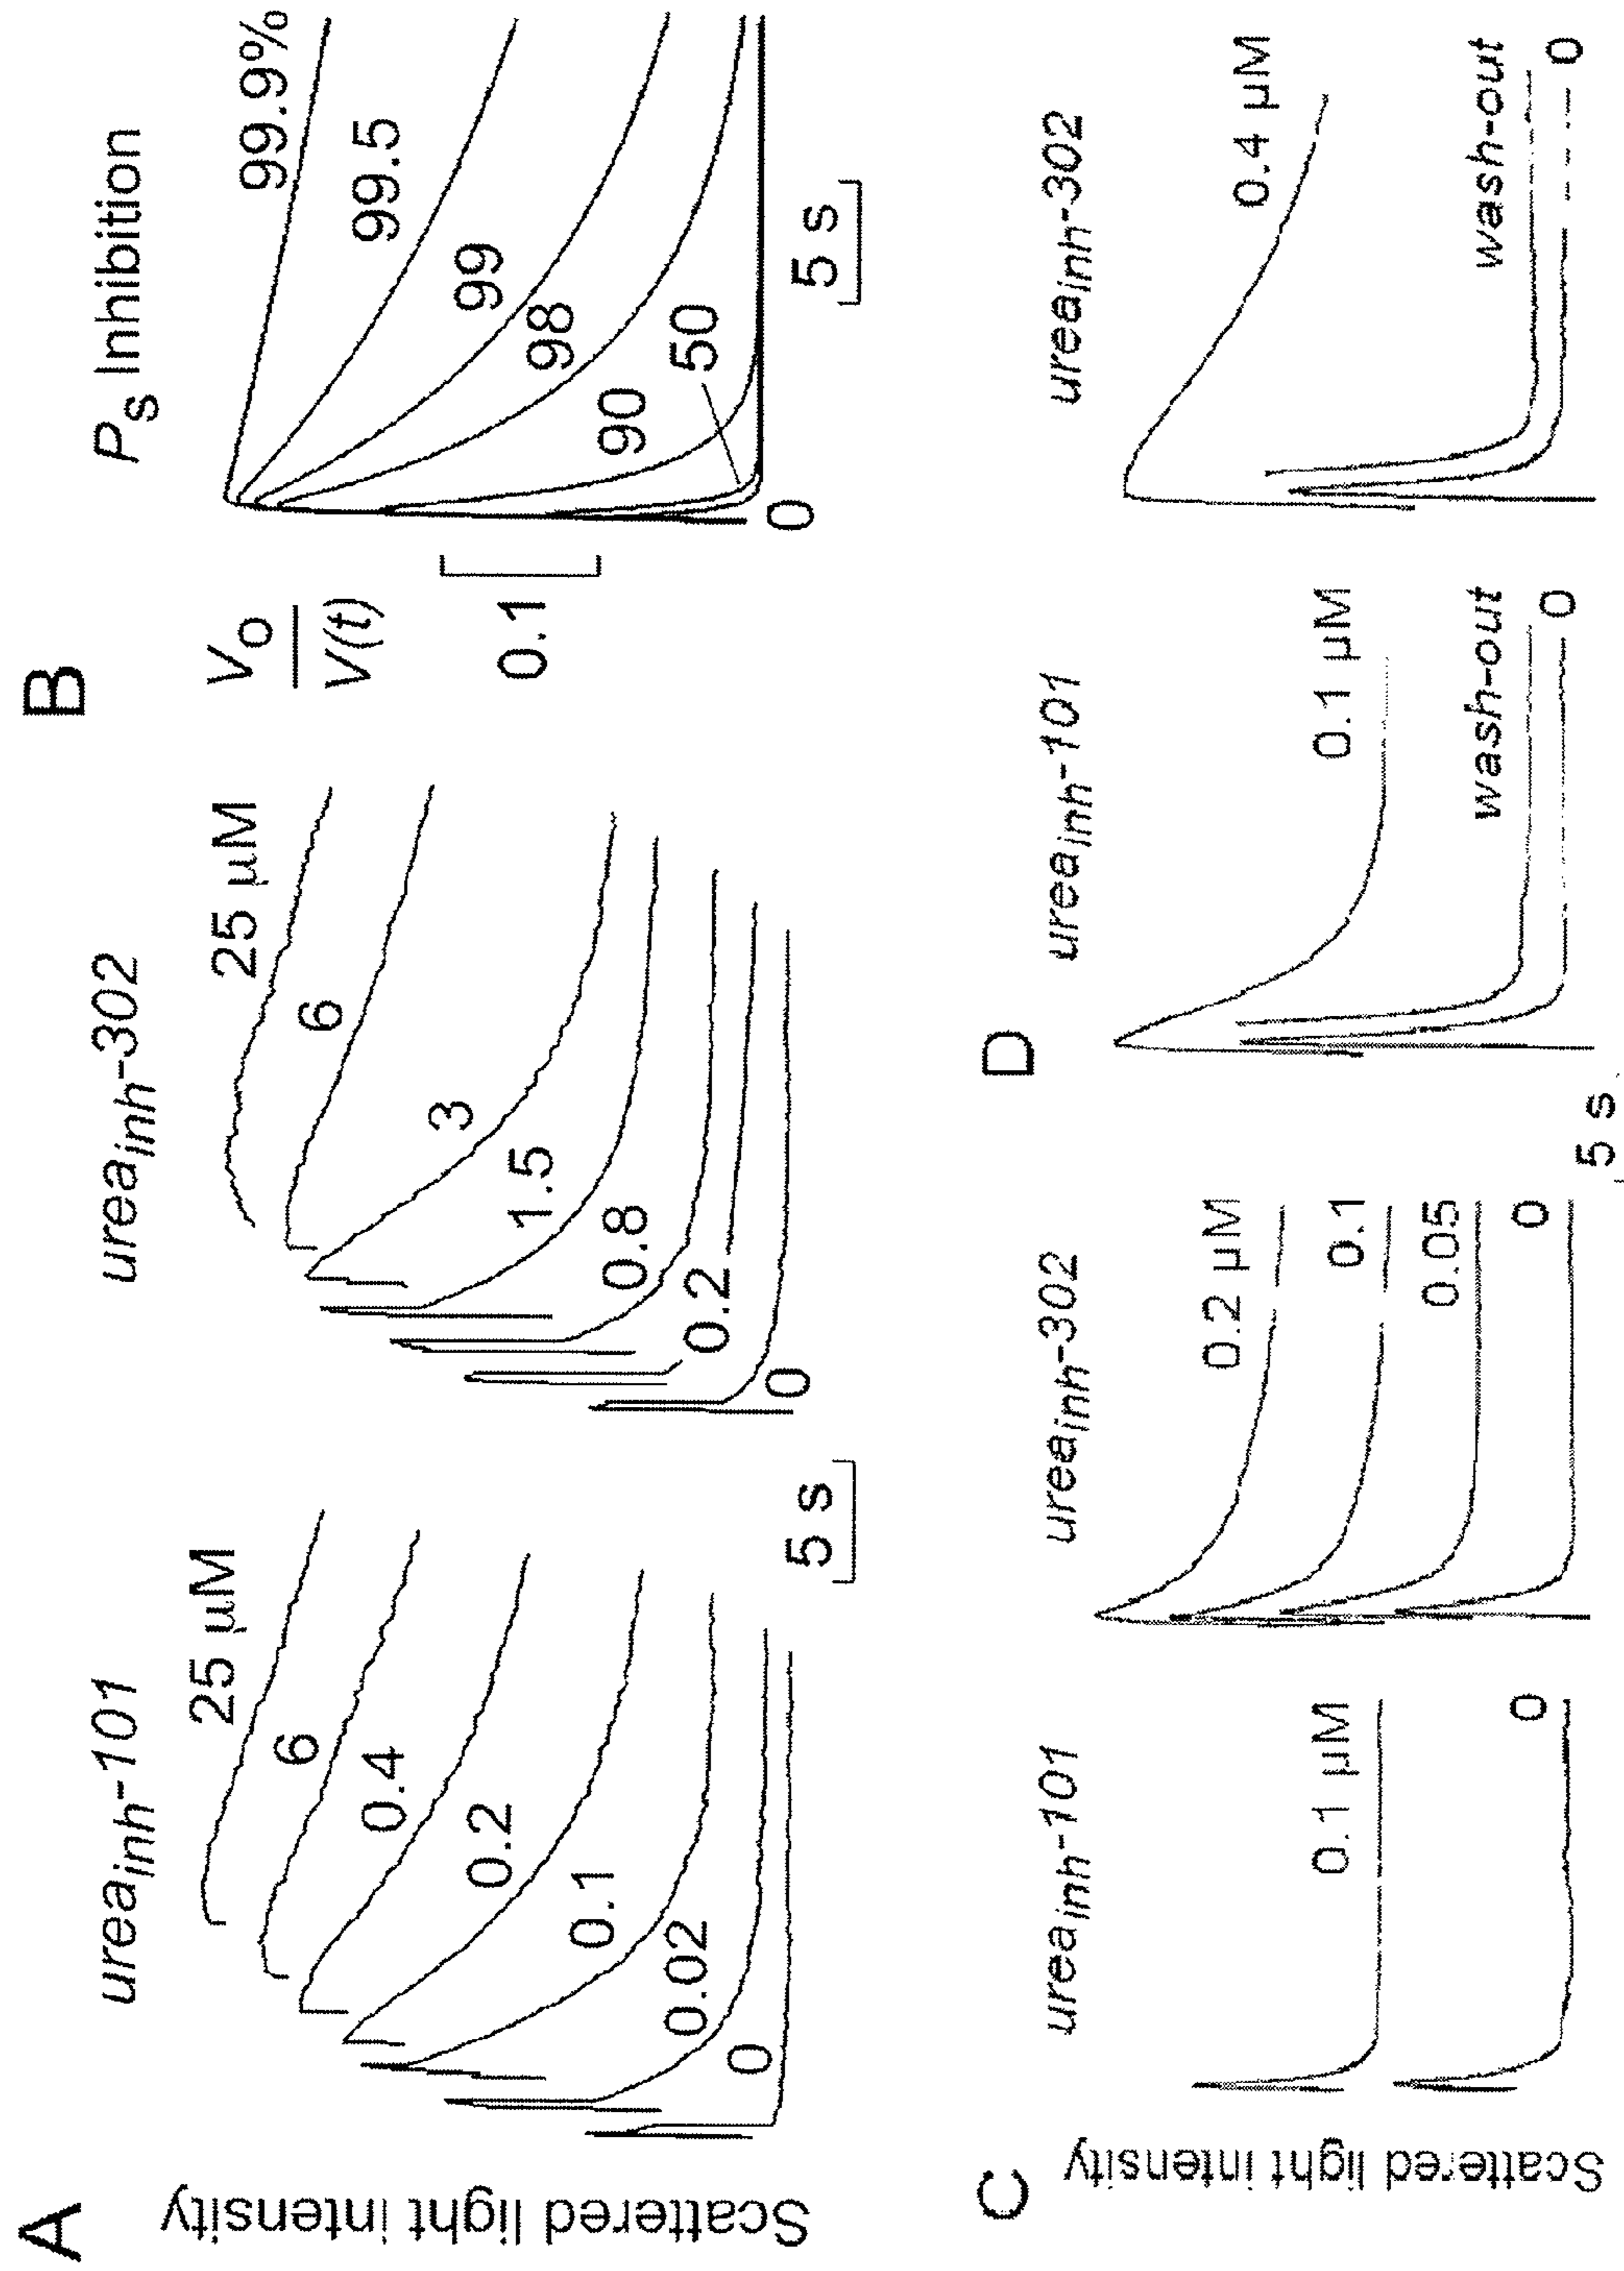 A
urea_inh-101
urea_inh-302
Scattered light intensity
25 μM
6
0.4
0.2
0.1
0.02
0
5 s
25 μM
6
3
1.5
0.8
0.2
0
B
P_s Inhibition
V_o
V(t)
0.1
99.9%
99.5
99
98
90
50
0
5 s
C
urea_inh-101
urea_inh-302
Scattered light intensity
0.1 μM
0
0.2 μM
0.1
0.05
0
5 s
D
urea_inh-101
urea_inh-302
0.1 μM
wash-out
0
0.4 μM
wash-out
0